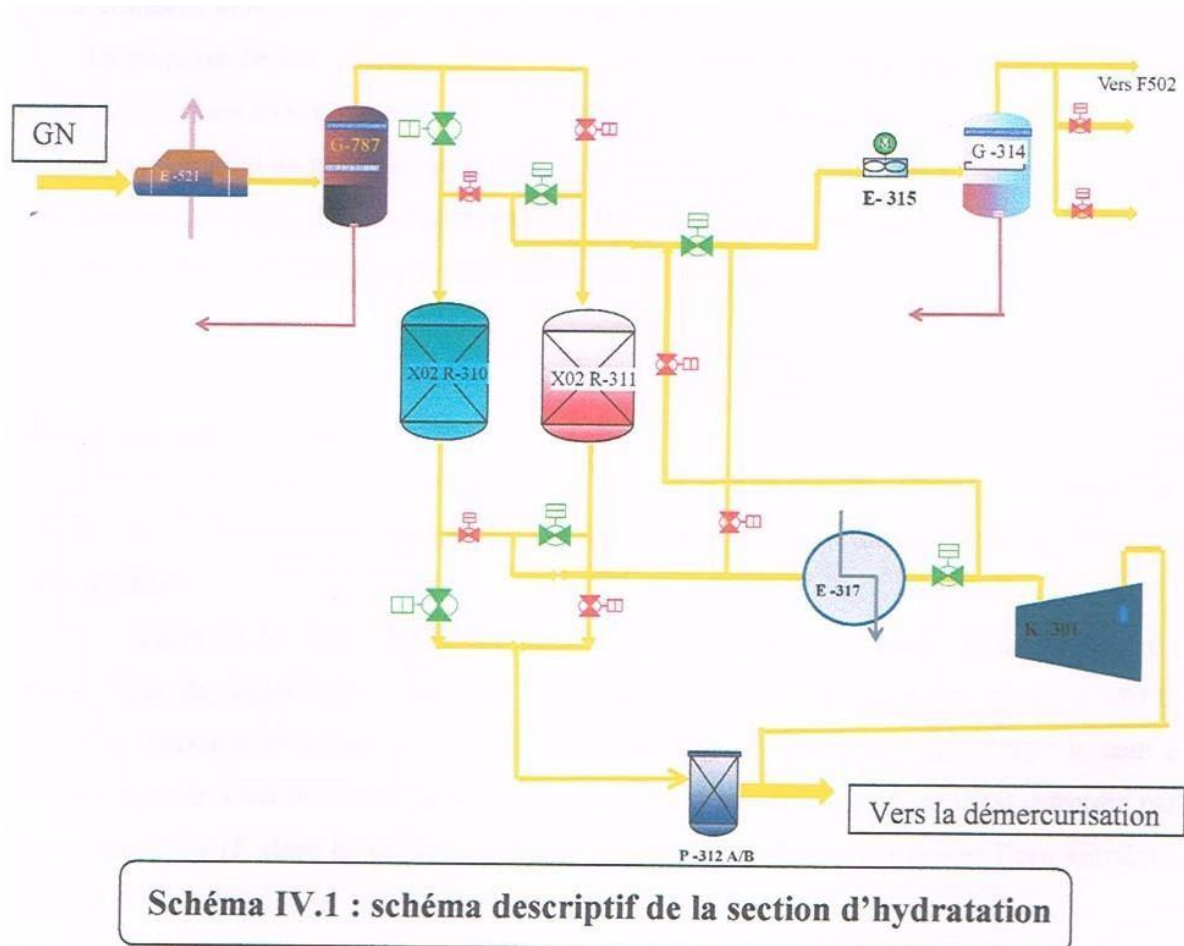 Vers F502
GN
G-787
M
G-314
E-521
E-315
X02 R-310
X02 R-311
E-317
K-301
Vers la démercurisation
P-312 A/B
Schéma IV.1 : schéma descriptif de la section d'hydratation